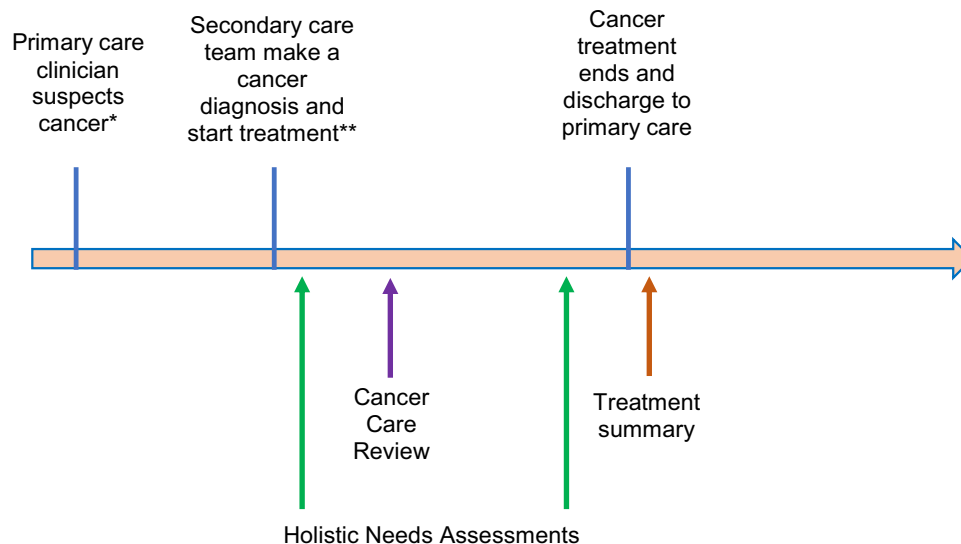 Primary care
clinician
suspects
cancer*
Secondary care
team make a
cancer
diagnosis and
start treatment**
Cancer
treatment
ends and
discharge to
primary care
Cancer
Care
Review
Treatment
summary
Holistic Needs Assessments